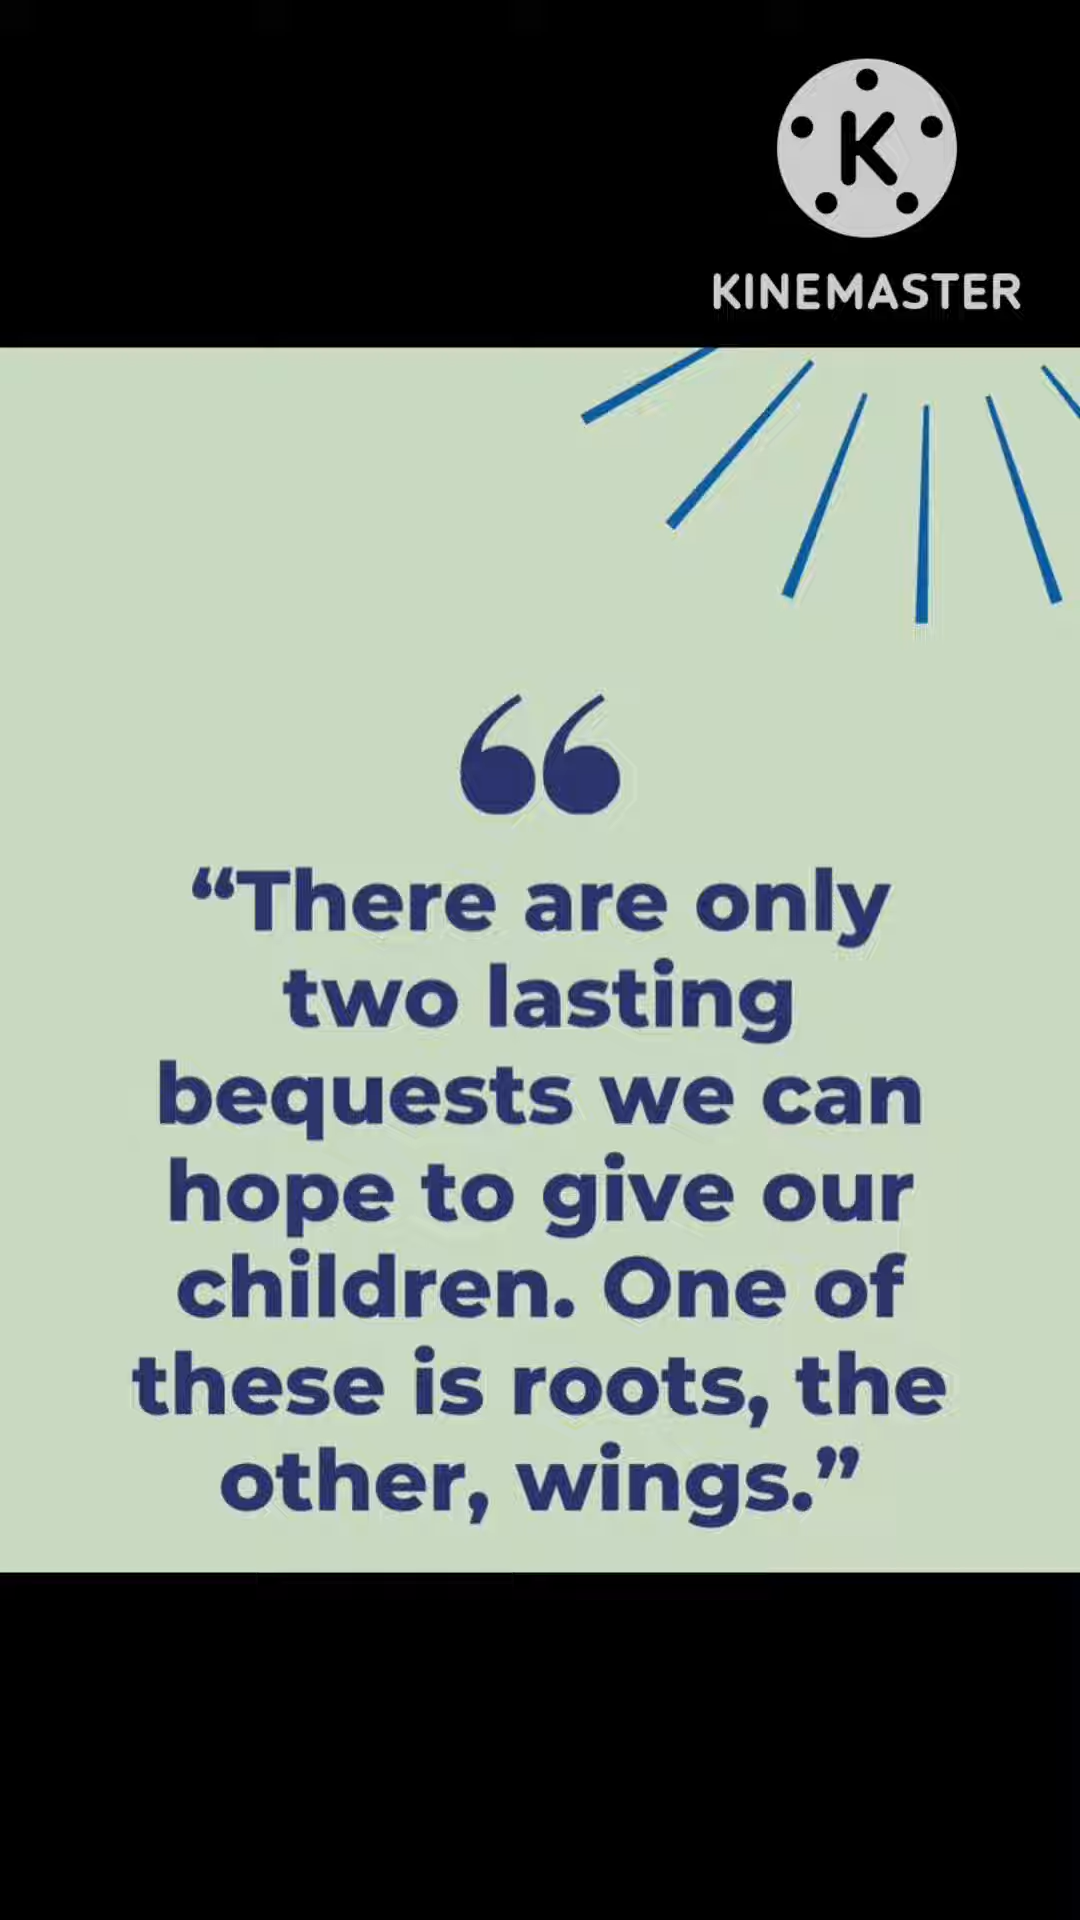 K
KINEMASTER
“
“There are only
two lasting
bequests we can
hope to give our
children. One of
these is roots, the
other, wings.”